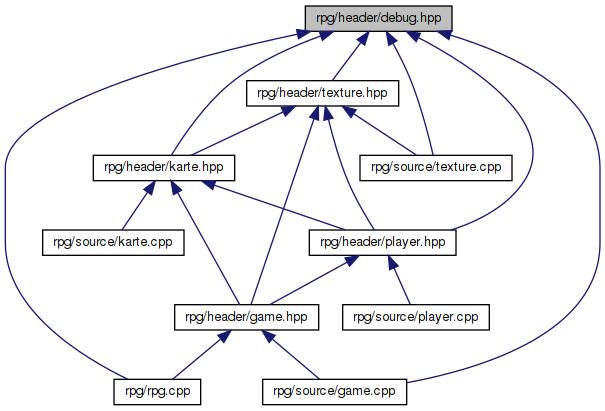 rpg/header/debug.hpp
rpg/header/texture.hpp
rpg/header/karte.hpp
rpg/source/texture.cpp
rpg/source/karte.cpp
rpg/header/player.hpp
rpg/header/game.hpp
rpg/source/player.cpp
rpg/rpg.cpp
rpg/source/game.cpp